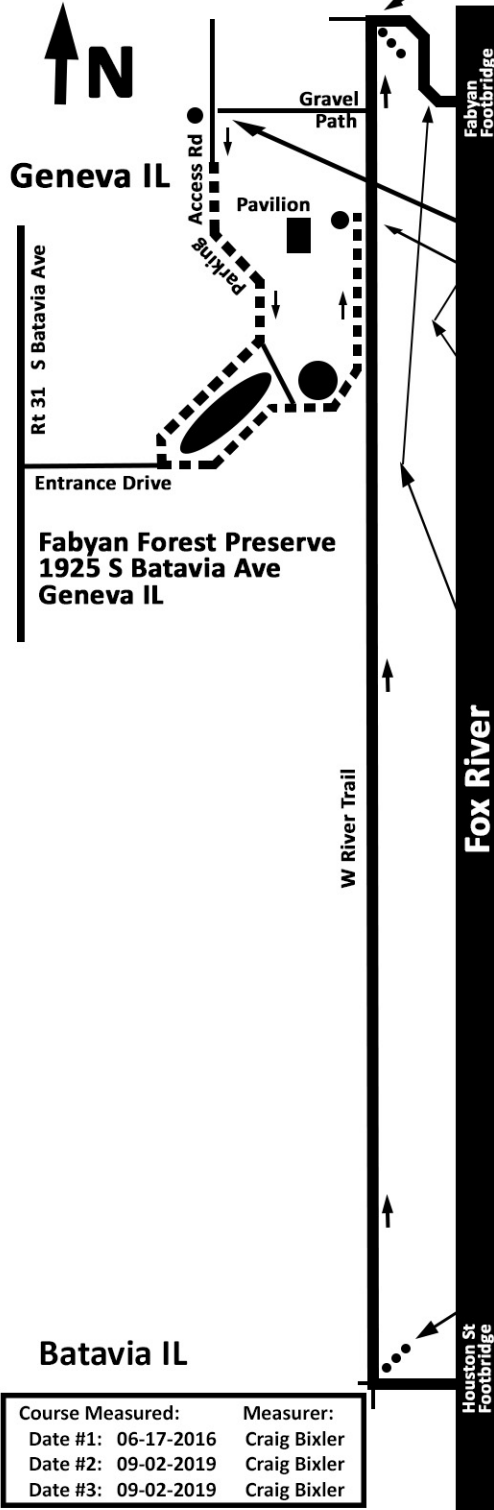 N
Fabyan
Footbridge
Gravel
Path
Geneva IL
Access Rd
Pavilion
Parking
Rt 31 S Batavia Ave
Entrance Drive
Fabyan Forest Preserve
1925 S Batavia Ave
Geneva IL
Fox River
W River Trail
Batavia IL
Houston St
Footbridge
Course Measured: Measurer:
Date #1: 06-17-2016 Craig Bixler
Date #2: 09-02-2019 Craig Bixler
Date #3: 09-02-2019 Craig Bixler